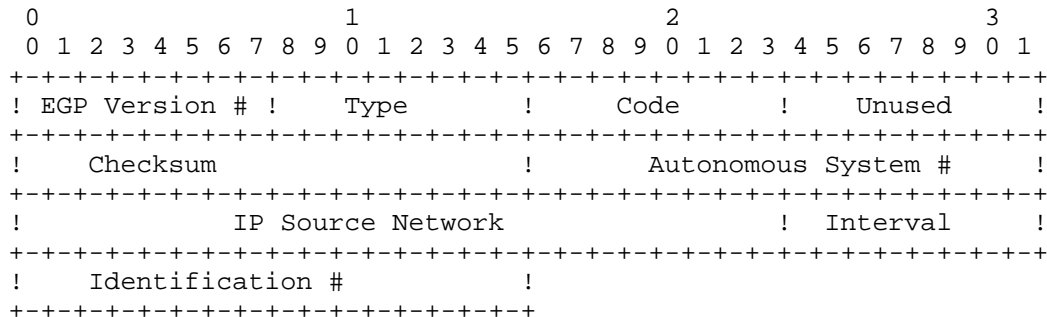 0                   1                   2                   3
 0 1 2 3 4 5 6 7 8 9 0 1 2 3 4 5 6 7 8 9 0 1 2 3 4 5 6 7 8 9 0 1
+-+-+-+-+-+-+-+-+-+-+-+-+-+-+-+-+-+-+-+-+-+-+-+-+-+-+-+-+-+-+-+-+
! EGP Version # !    Type       !     Code      !    Unused     !
+-+-+-+-+-+-+-+-+-+-+-+-+-+-+-+-+-+-+-+-+-+-+-+-+-+-+-+-+-+-+-+-+
!    Checksum                   !       Autonomous System #     !
+-+-+-+-+-+-+-+-+-+-+-+-+-+-+-+-+-+-+-+-+-+-+-+-+-+-+-+-+-+-+-+-+
!             IP Source Network                 !  Interval     !
+-+-+-+-+-+-+-+-+-+-+-+-+-+-+-+-+-+-+-+-+-+-+-+-+-+-+-+-+-+-+-+-+
!    Identification #           !
+-+-+-+-+-+-+-+-+-+-+-+-+-+-+-+-+